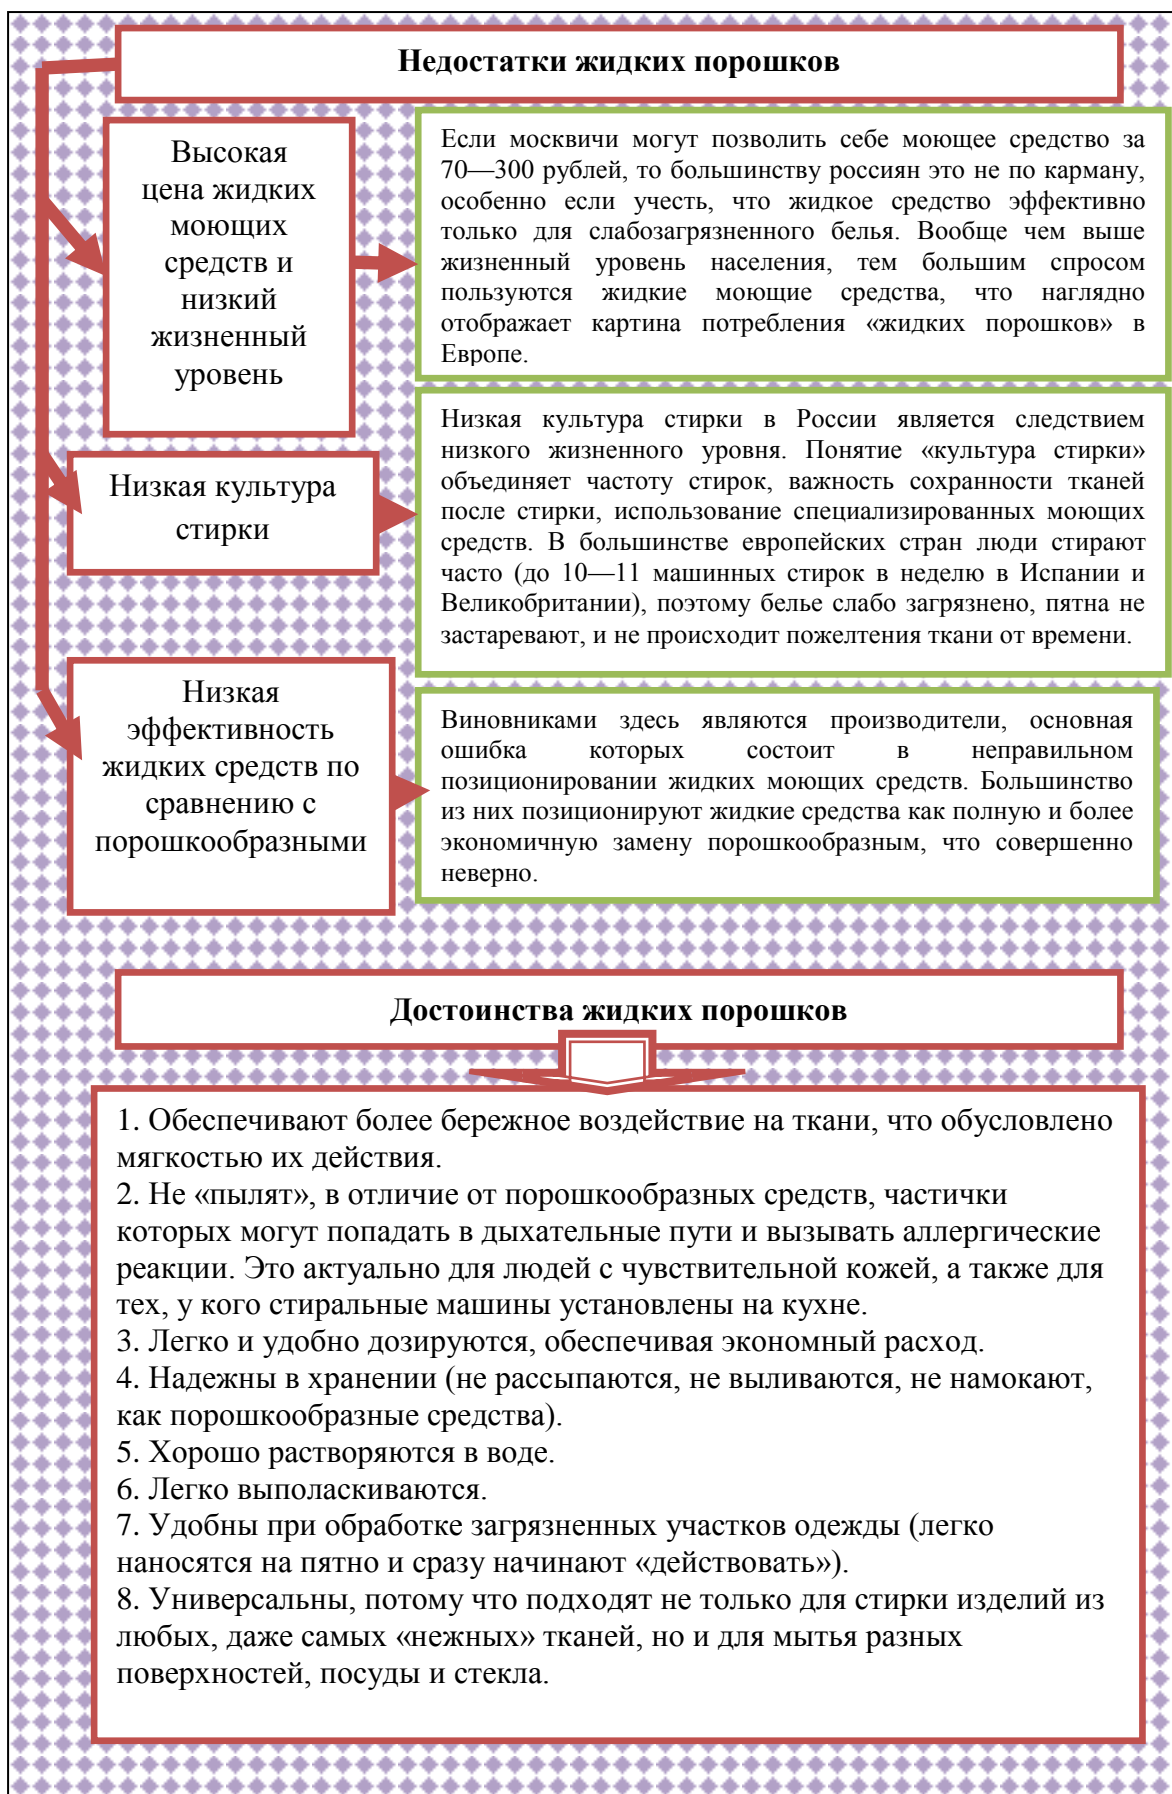 Недостатки жидких порошков
Высокая
цена жидких
моющих
средств и
низкий
жизненный
уровень
Если москвичи могут позволить себе моющее средство за
70—300 рублей, то большинству россиян это не по карману,
особенно если учесть, что жидкое средство эффективно
только для слабозагрязненного белья. Вообще чем выше
жизненный уровень населения, тем большим спросом
пользуются жидкие моющие средства, что наглядно
отображает картина потребления «жидких порошков» в
Европе.
Низкая культура
стирки
Низкая культура стирки в России является следствием
низкого жизненного уровня. Понятие «культура стирки»
объединяет частоту стирок, важность сохранности тканей
после стирки, использование специализированных моющих
средств. В большинстве европейских стран люди стирают
часто (до 10—11 машинных стирок в неделю в Испании и
Великобритании), поэтому белье слабо загрязнено, пятна не
застаревают, и не происходит пожелтения ткани от времени.
Низкая
эффективность
жидких средств по
сравнению с
порошкообразными
Виновниками здесь являются производители, основная
ошибка которых состоит в неправильном
позиционировании жидких моющих средств. Большинство
из них позиционируют жидкие средства как полную и более
экономичную замену порошкообразным, что совершенно
неверно.
Достоинства жидких порошков
1. Обеспечивают более бережное воздействие на ткани, что обусловлено
мягкостью их действия.
2. Не «пылят», в отличие от порошкообразных средств, частички
которых могут попадать в дыхательные пути и вызывать аллергические
реакции. Это актуально для людей с чувствительной кожей, а также для
тех, у кого стиральные машины установлены на кухне.
3. Легко и удобно дозируются, обеспечивая экономный расход.
4. Надежны в хранении (не рассыпаются, не выливаются, не намокают,
как порошкообразные средства).
5. Хорошо растворяются в воде.
6. Легко выполаскиваются.
7. Удобны при обработке загрязненных участков одежды (легко
наносятся на пятно и сразу начинают «действовать»).
8. Универсальны, потому что подходят не только для стирки изделий из
любых, даже самых «нежных» тканей, но и для мытья разных
поверхностей, посуды и стекла.